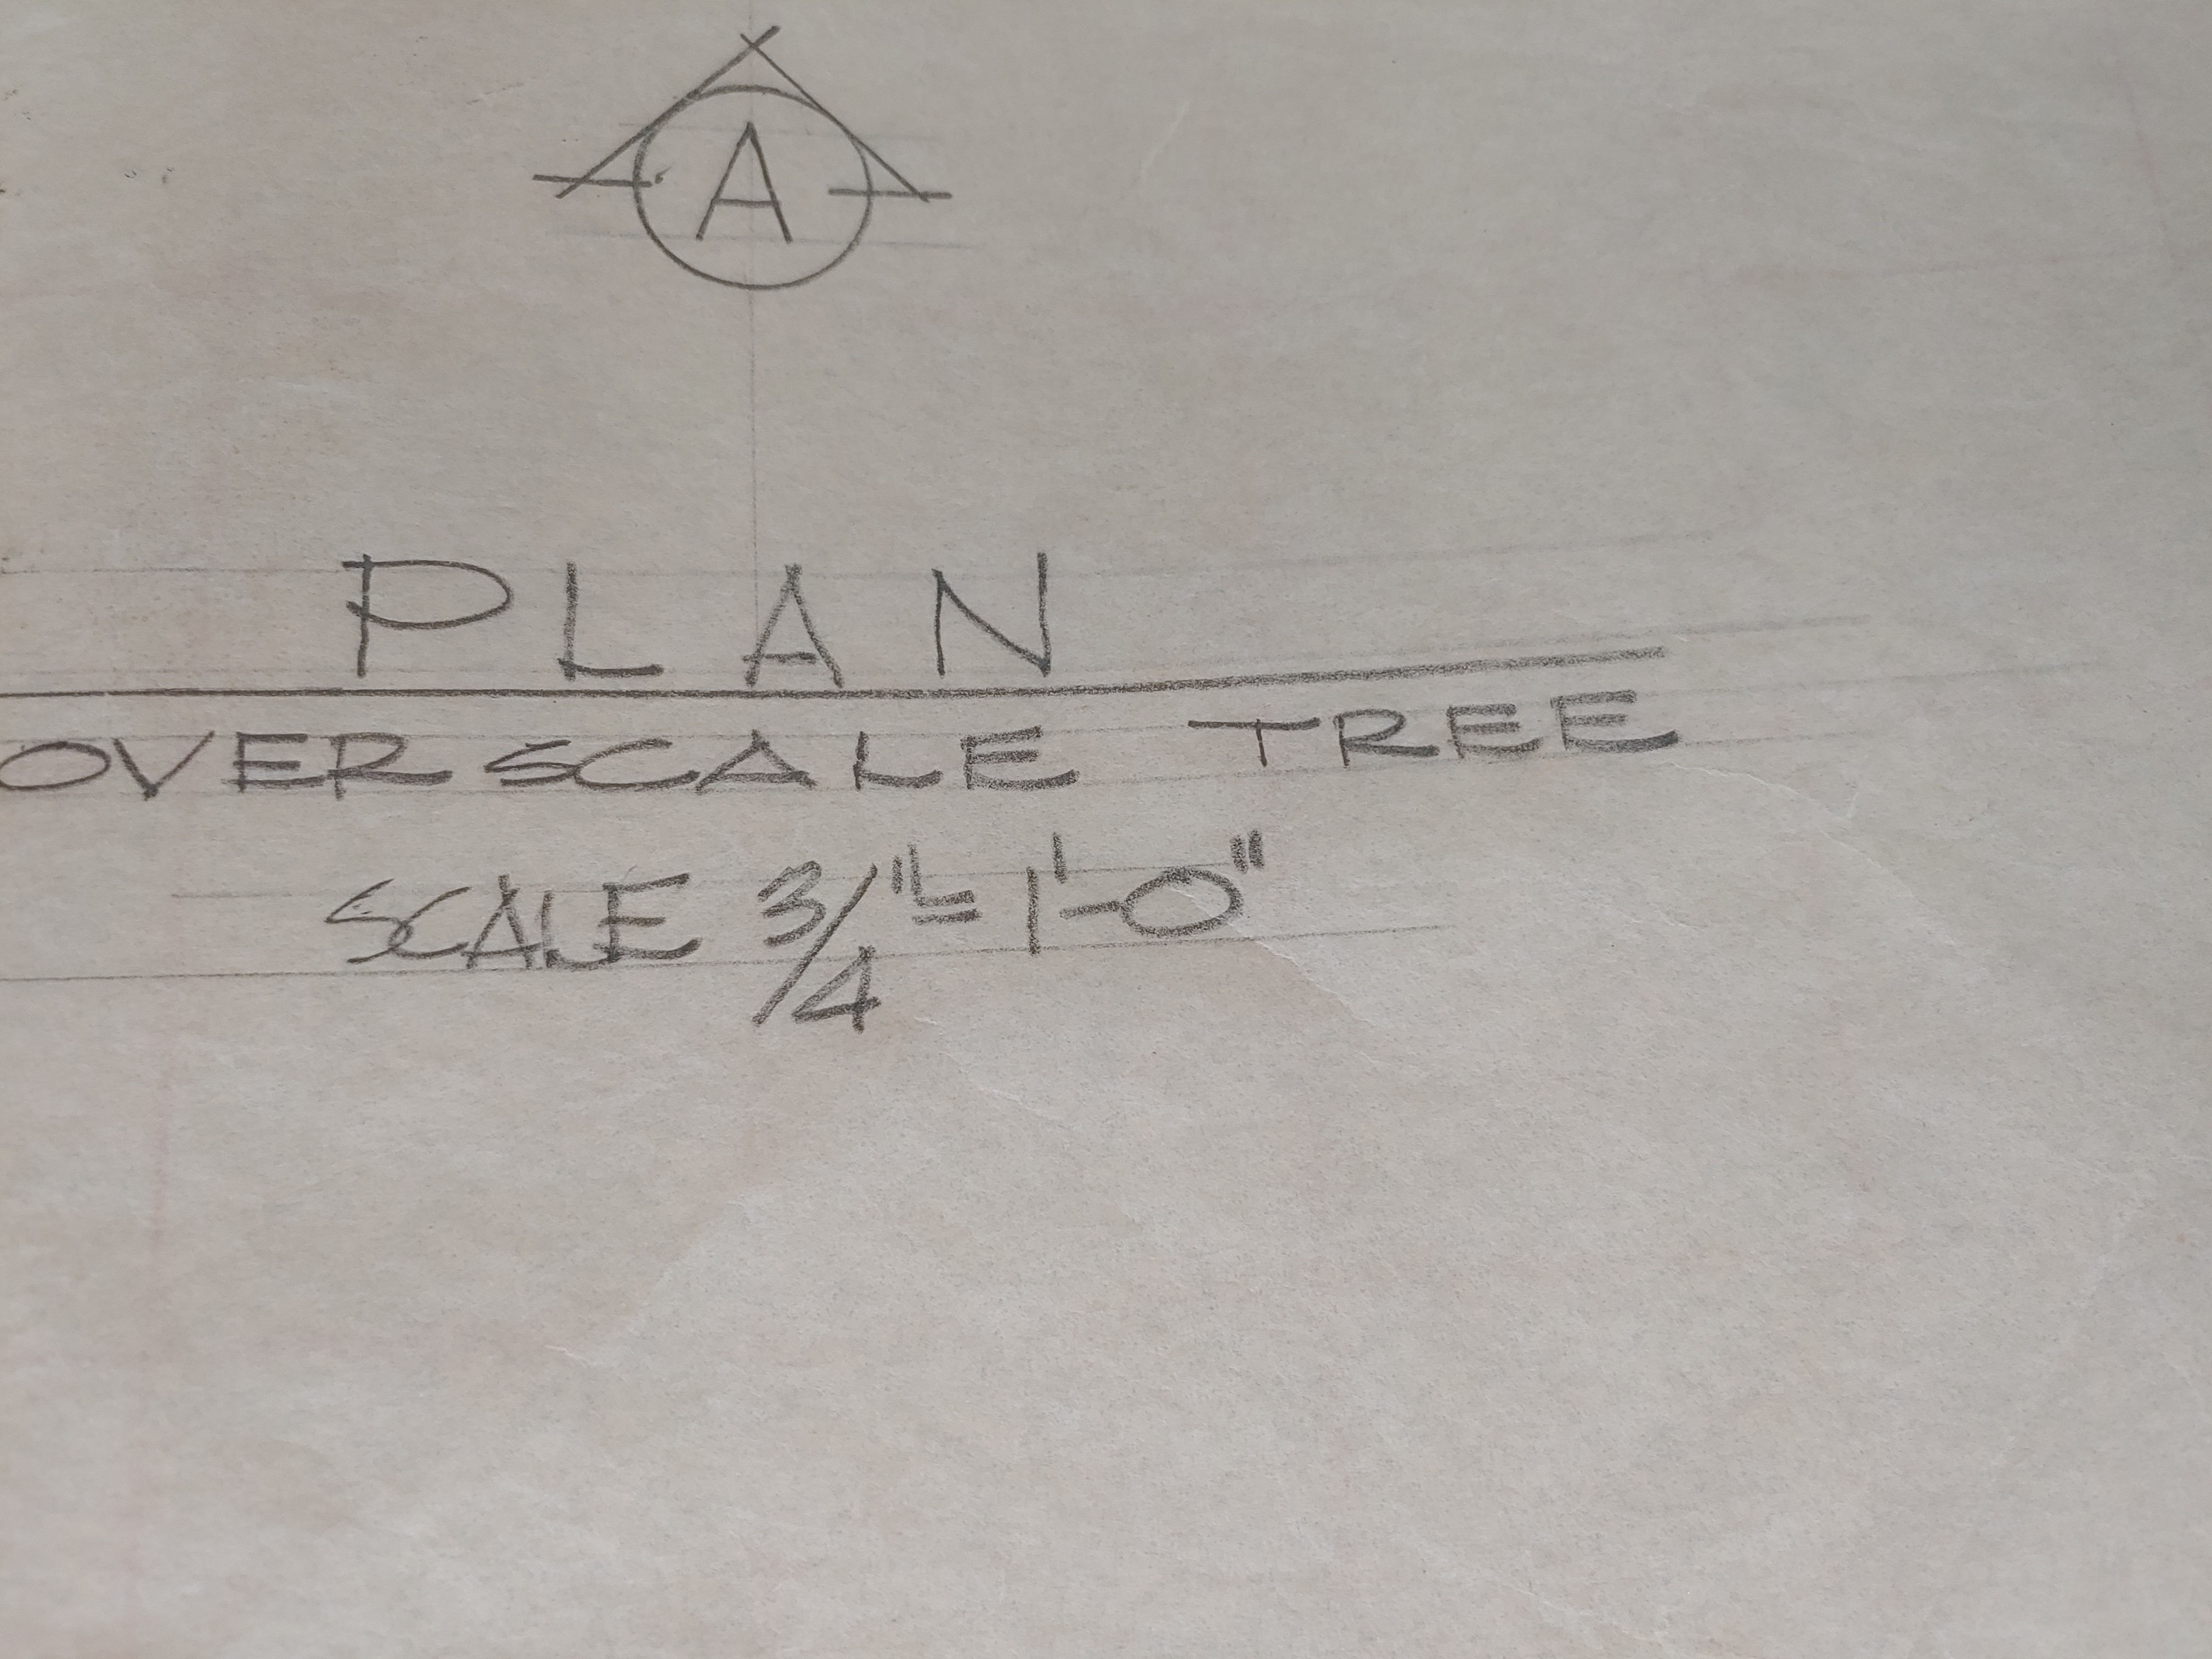 A
PLAN
OVERSCALE TREE
SCALE 3/4"= 1'-0"